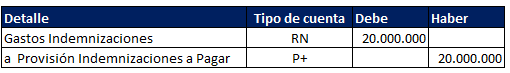 Detalle Tipo de cuenta Debe Haber
Gastos Indemnizaciones RN 20.000.000
a Provisión Indemnizaciones a Pagar P+ 20.000.000